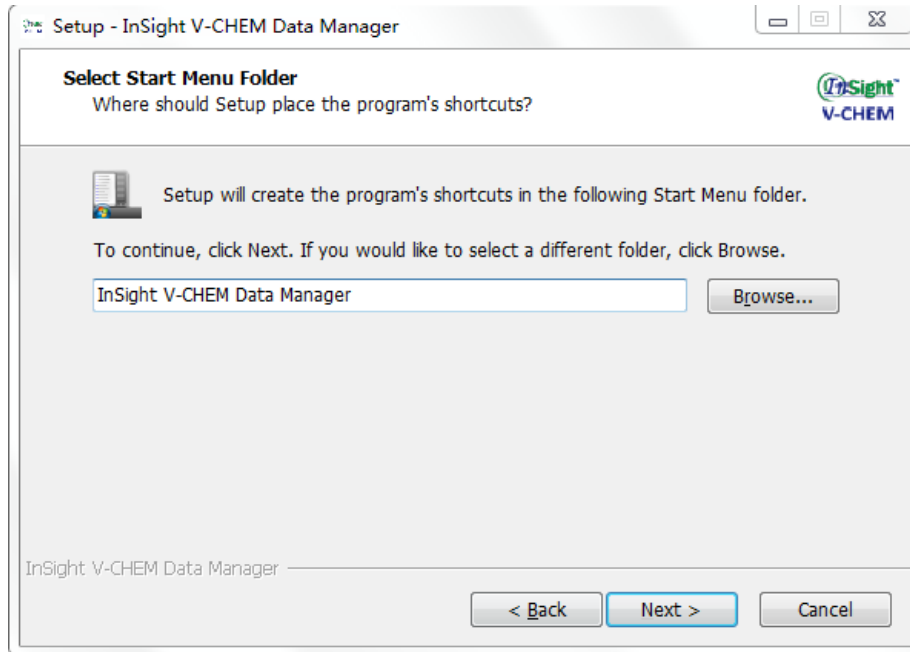 Setup - InSight V-CHEM Data Manager
Select Start Menu Folder
Where should Setup place the program's shortcuts?
InSight™
V-CHEM
Setup will create the program's shortcuts in the following Start Menu folder.
To continue, click Next. If you would like to select a different folder, click Browse.
InSight V-CHEM Data Manager
Browse...
InSight V-CHEM Data Manager
< Back
Next >
Cancel